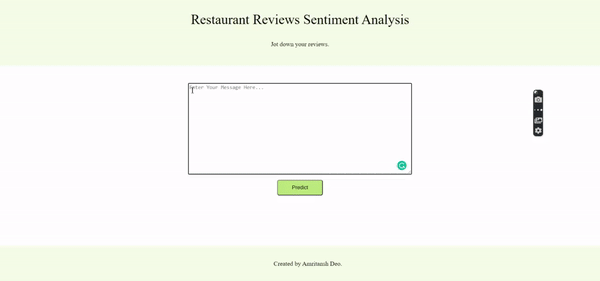 Restaurant Reviews Sentiment Analysis
Jot down your reviews.
Enter Your Message Here...
Predict
Created by Amritansh Deo.